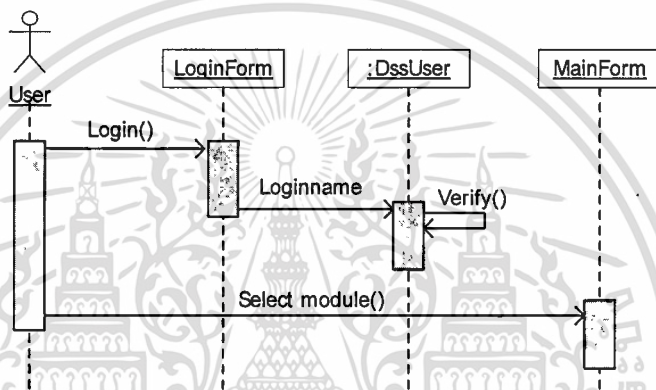 LoginForm
:DssUser
MainForm
User
Login()
Loginname
Verify()
Select module()